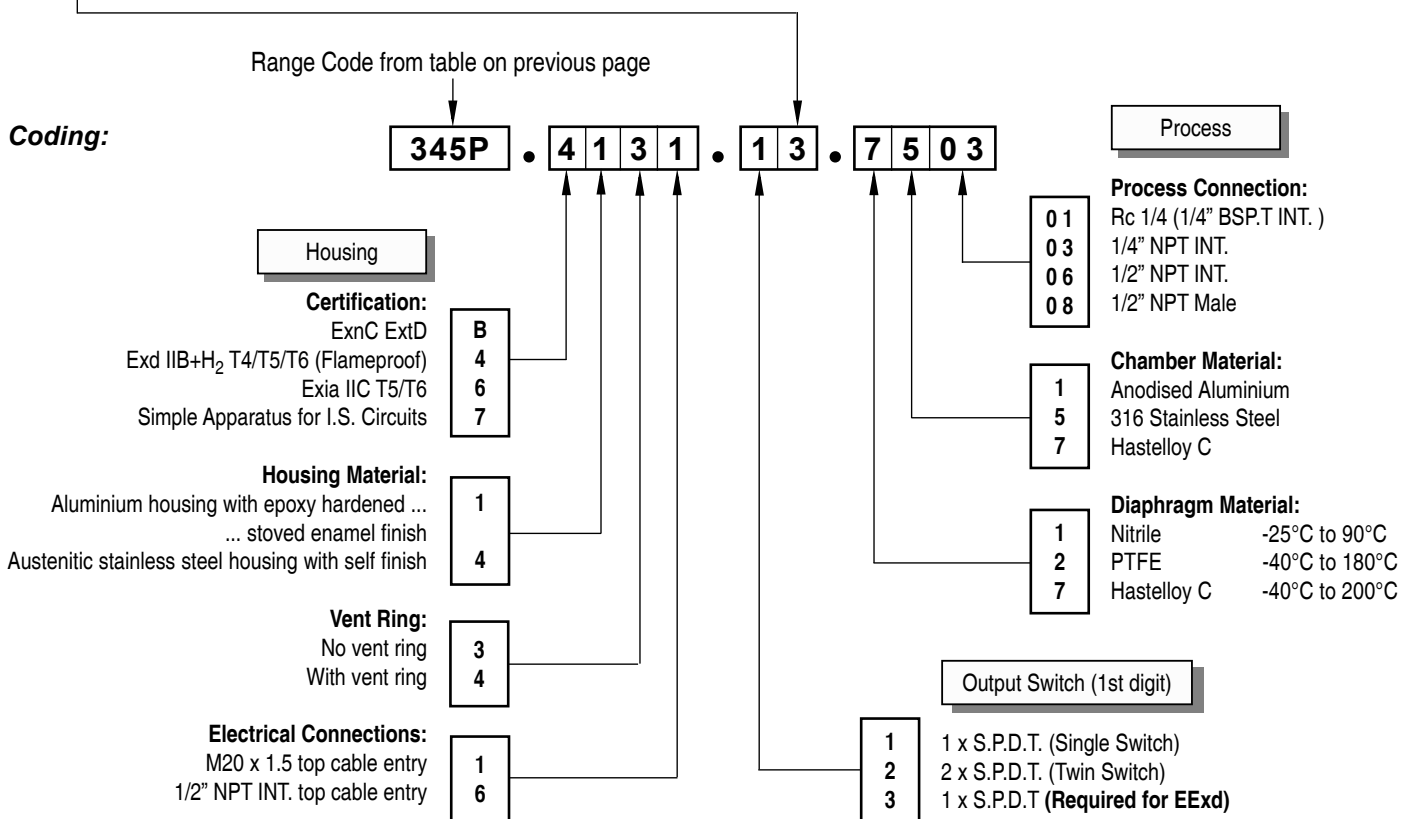 Range Code from table on previous page
Coding:
345P . 4 1 3 1 . 1 3 . 7 5 0 3
Process
Process Connection:
0 1 Rc 1/4 (1/4” BSP.T INT. )
0 3 1/4” NPT INT.
0 6 1/2” NPT INT.
0 8 1/2” NPT Male
Housing
Certification:
ExnC ExtD B
Exd IIB+H2 T4/T5/T6 (Flameproof) 4
Exia IIC T5/T6 6
Simple Apparatus for I.S. Circuits 7
Chamber Material:
1 Anodised Aluminium
5 316 Stainless Steel
7 Hastelloy C
Housing Material:
Aluminium housing with epoxy hardened ... 1
... stoved enamel finish
Austenitic stainless steel housing with self finish 4
Diaphragm Material:
1 Nitrile -25°C to 90°C
2 PTFE -40°C to 180°C
7 Hastelloy C -40°C to 200°C
Vent Ring:
No vent ring 3
With vent ring 4
Output Switch (1st digit)
1 1 x S.P.D.T. (Single Switch)
2 2 x S.P.D.T. (Twin Switch)
3 1 x S.P.D.T (Required for EExd)
Electrical Connections:
M20 x 1.5 top cable entry 1
1/2” NPT INT. top cable entry 6